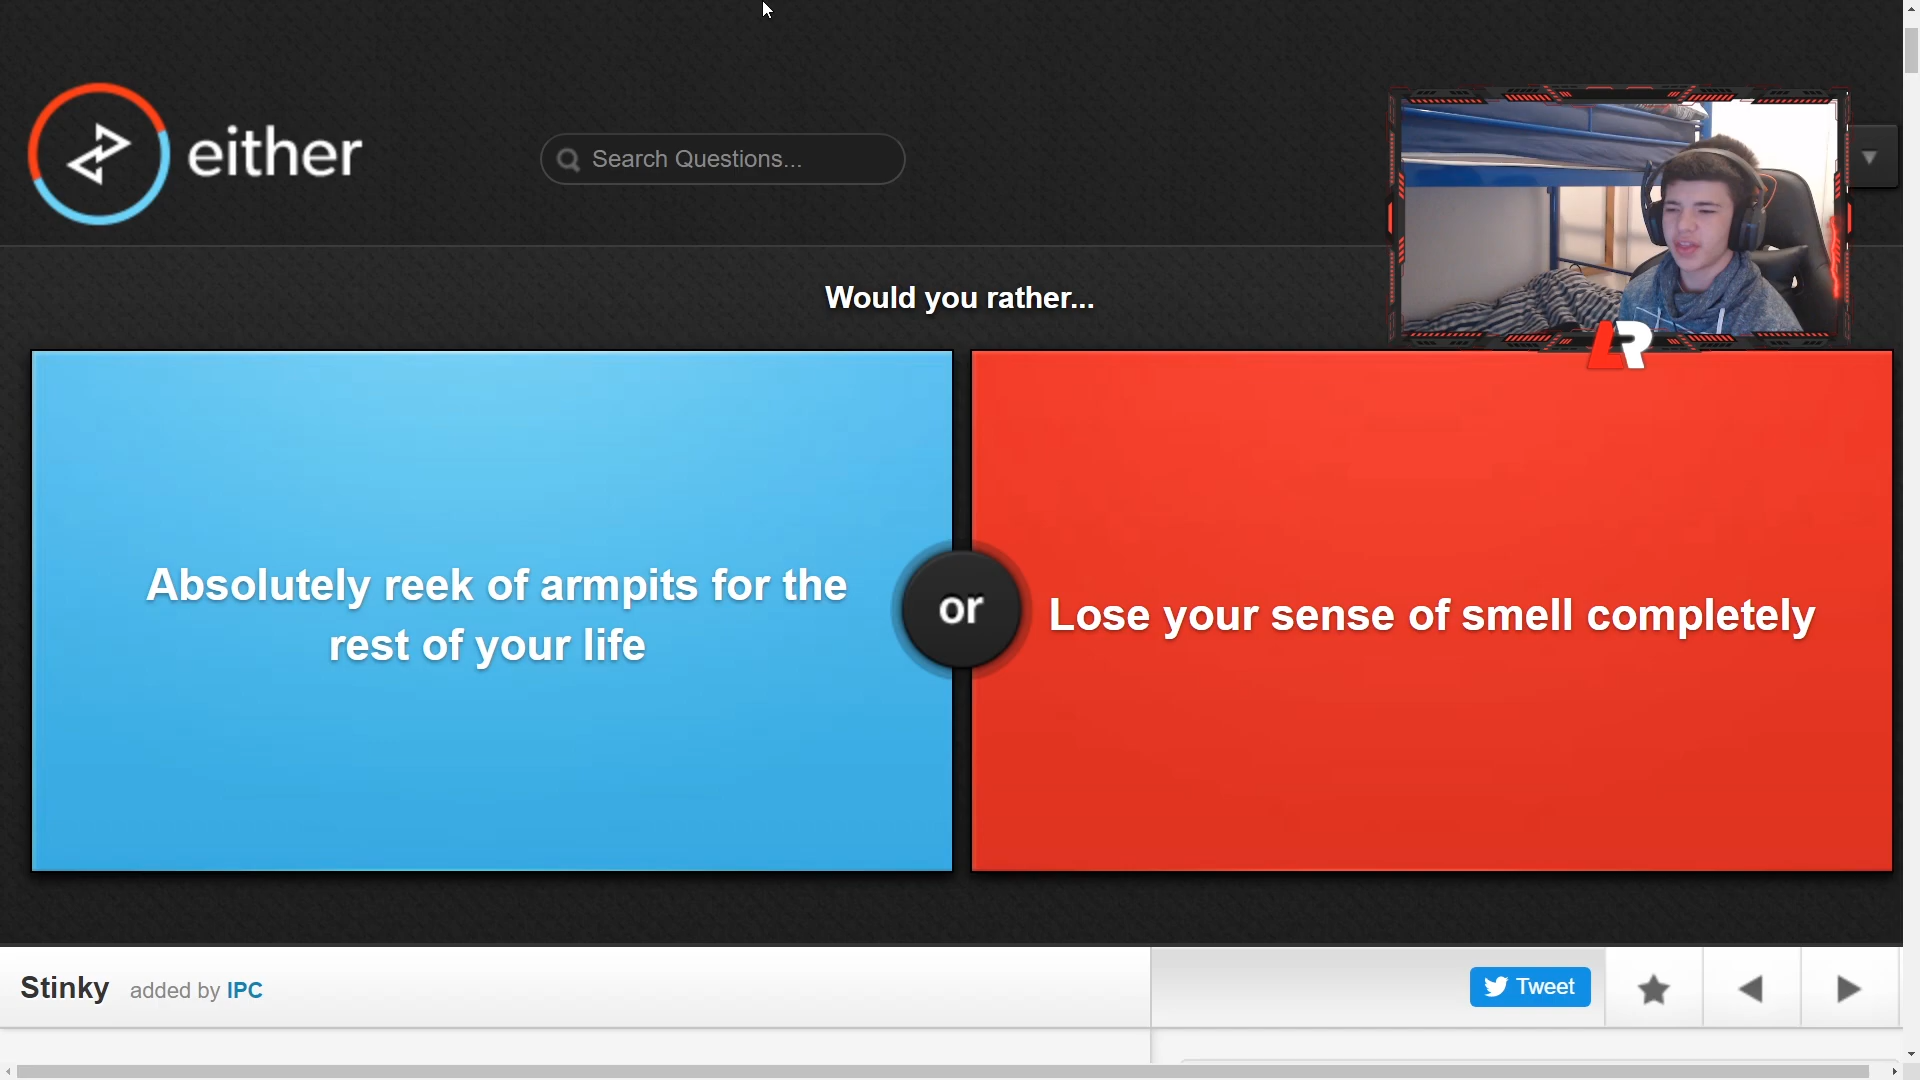 either
Search Questions...
Would you rather...
Absolutely reek of armpits for the
rest of your life
or
Lose your sense of smell completely
LR
Stinky added by IPC
Tweet